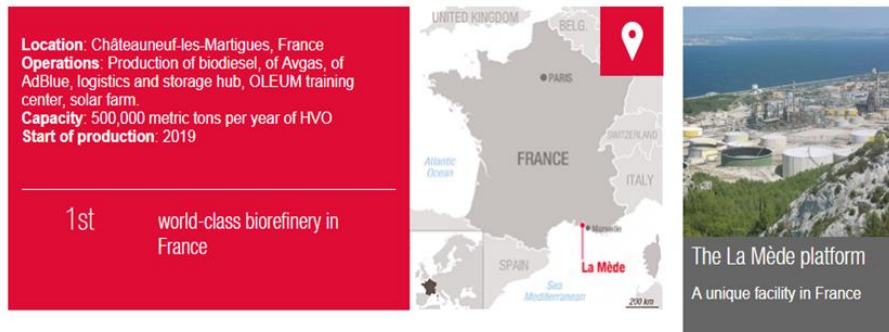 Location: Châteauneuf-les-Martigues, France
Operations: Production of biodiesel, of Avgas, of
AdBlue, logistics and storage hub, OLEUM training
center, solar farm.
Capacity: 500,000 metric tons per year of HVO
Start of production: 2019
1st
world-class biorefinery in
France
UNITED KINGDOM
BELG.
PARIS
SWITZERLAND
FRANCE
Atlantic
Ocean
ITALY
Marseille
SPAIN
La Mède
Sea
Mediterranean
200 km
The La Mède platform
A unique facility in France